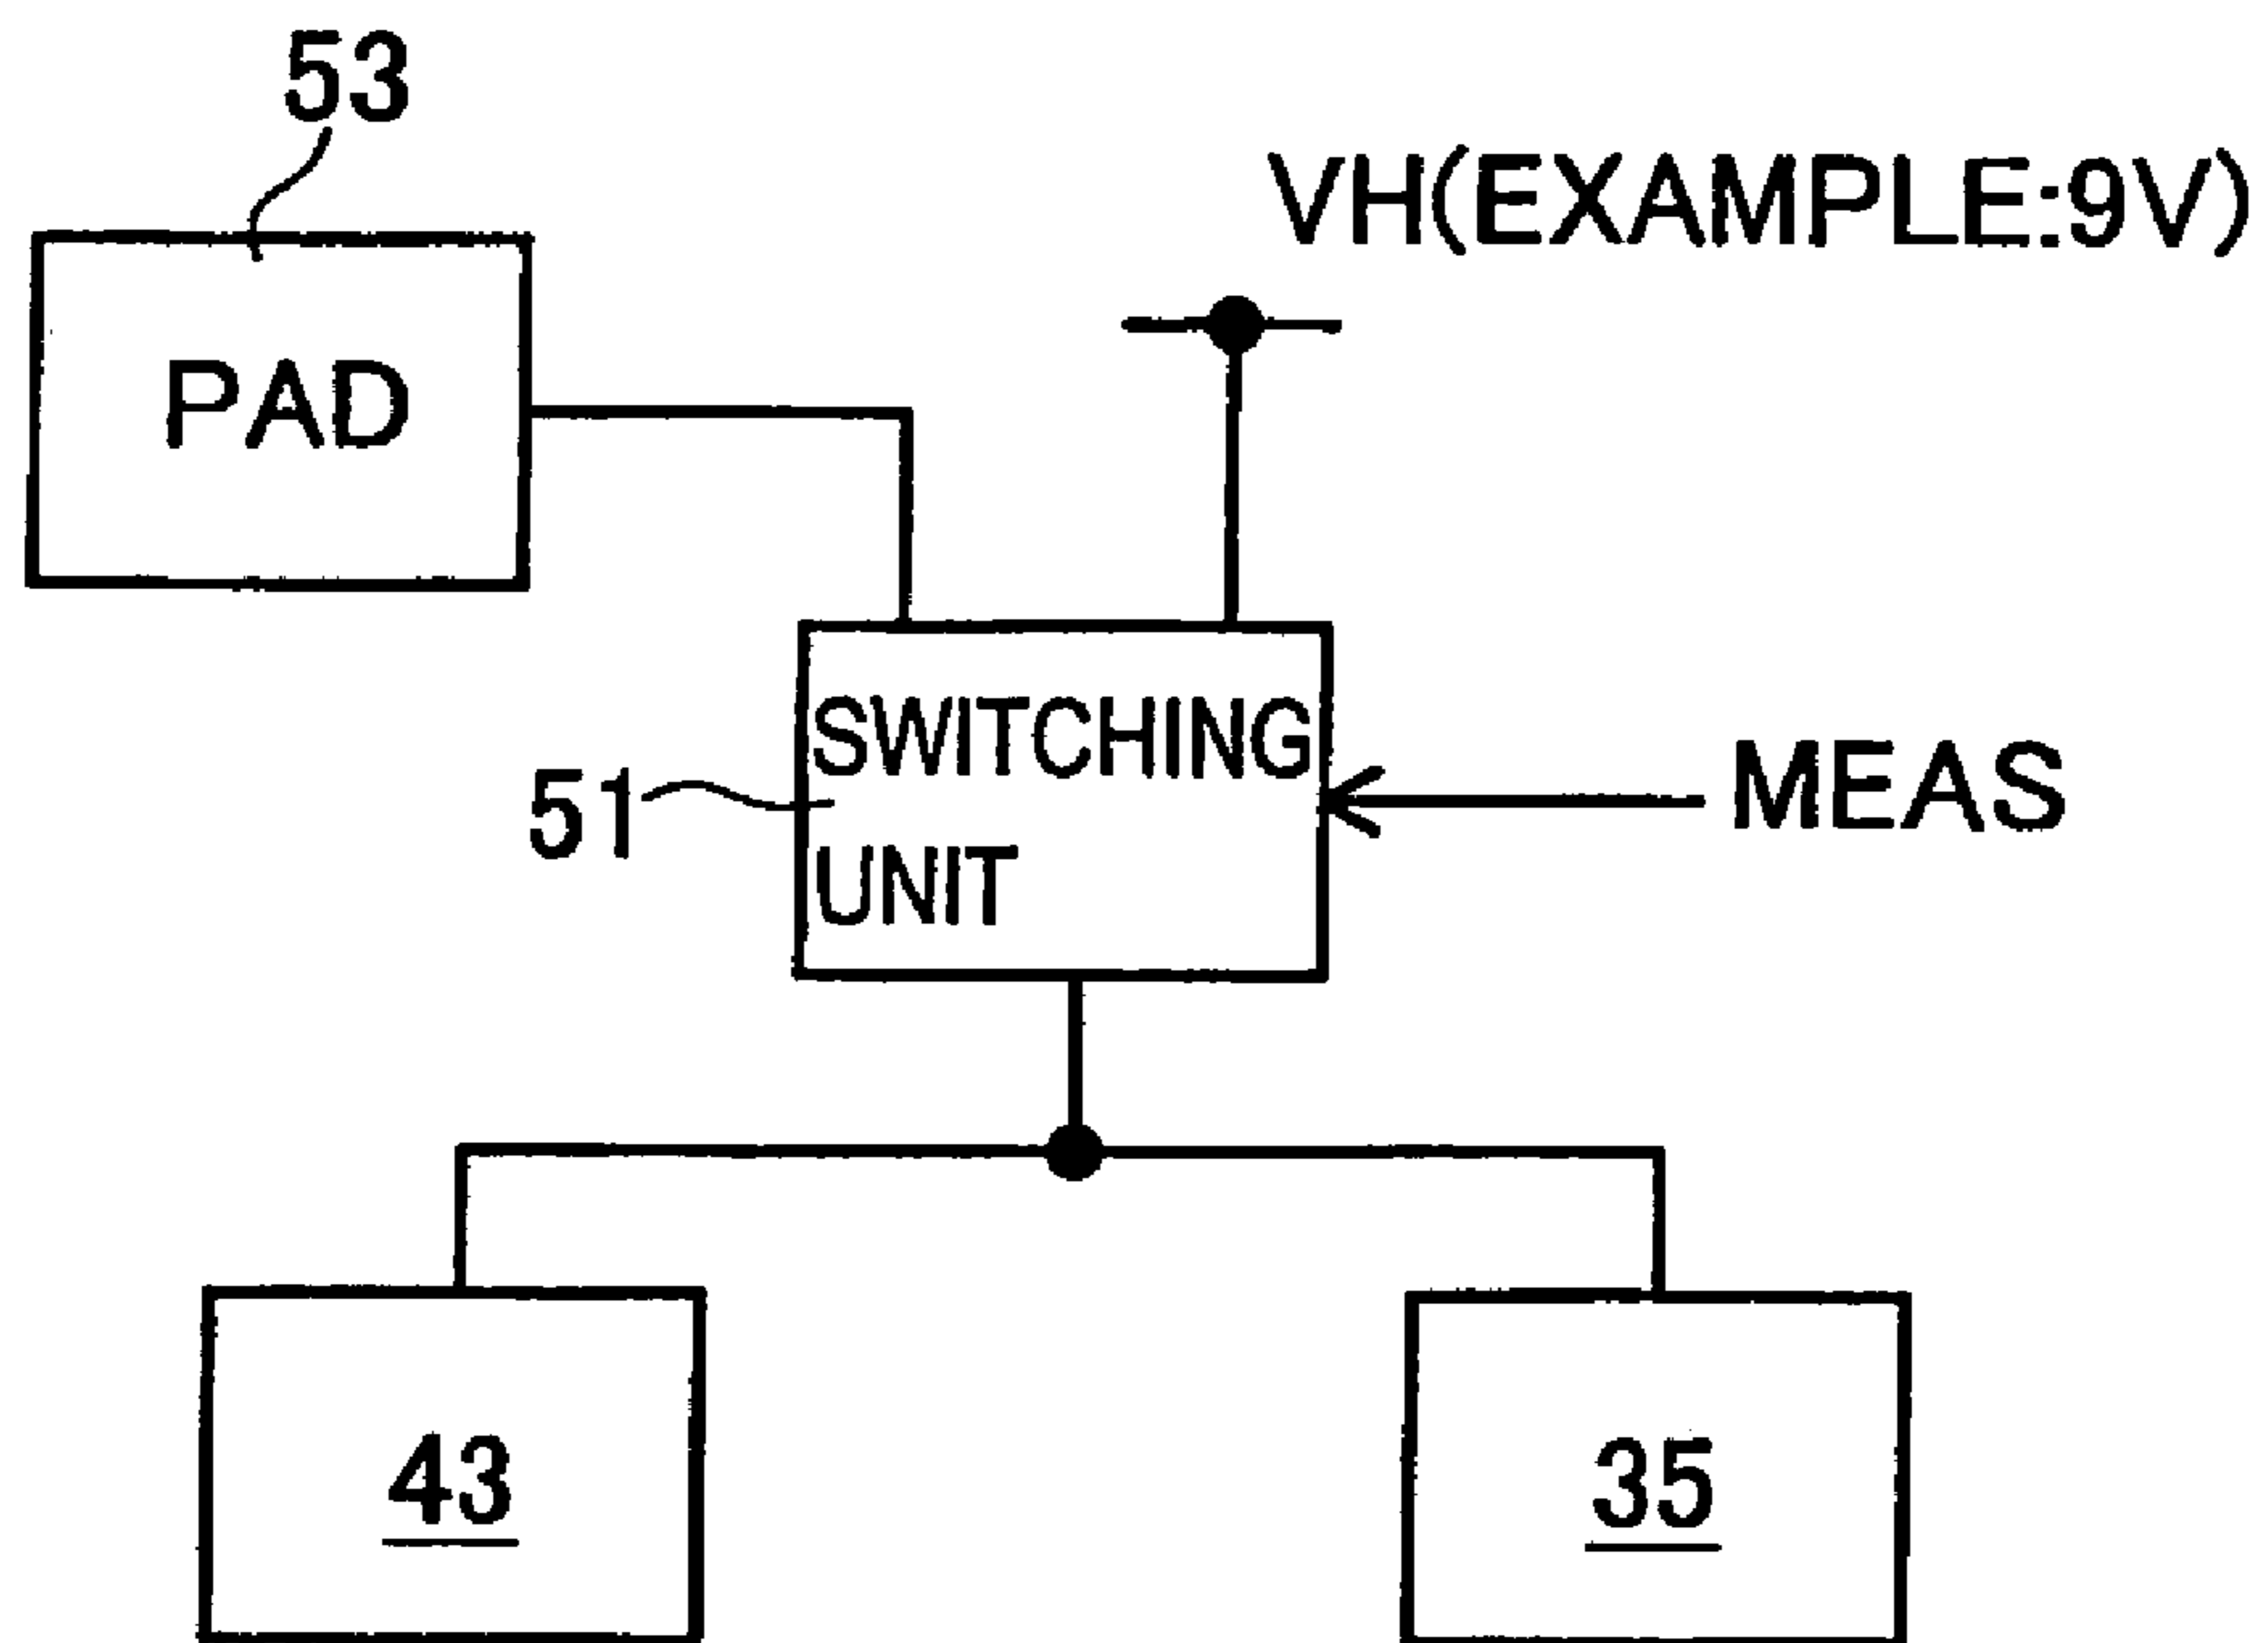 53
VH(EXAMPLE:9V)
PAD
SWITCHING
UNIT
51
MEAS
43
35